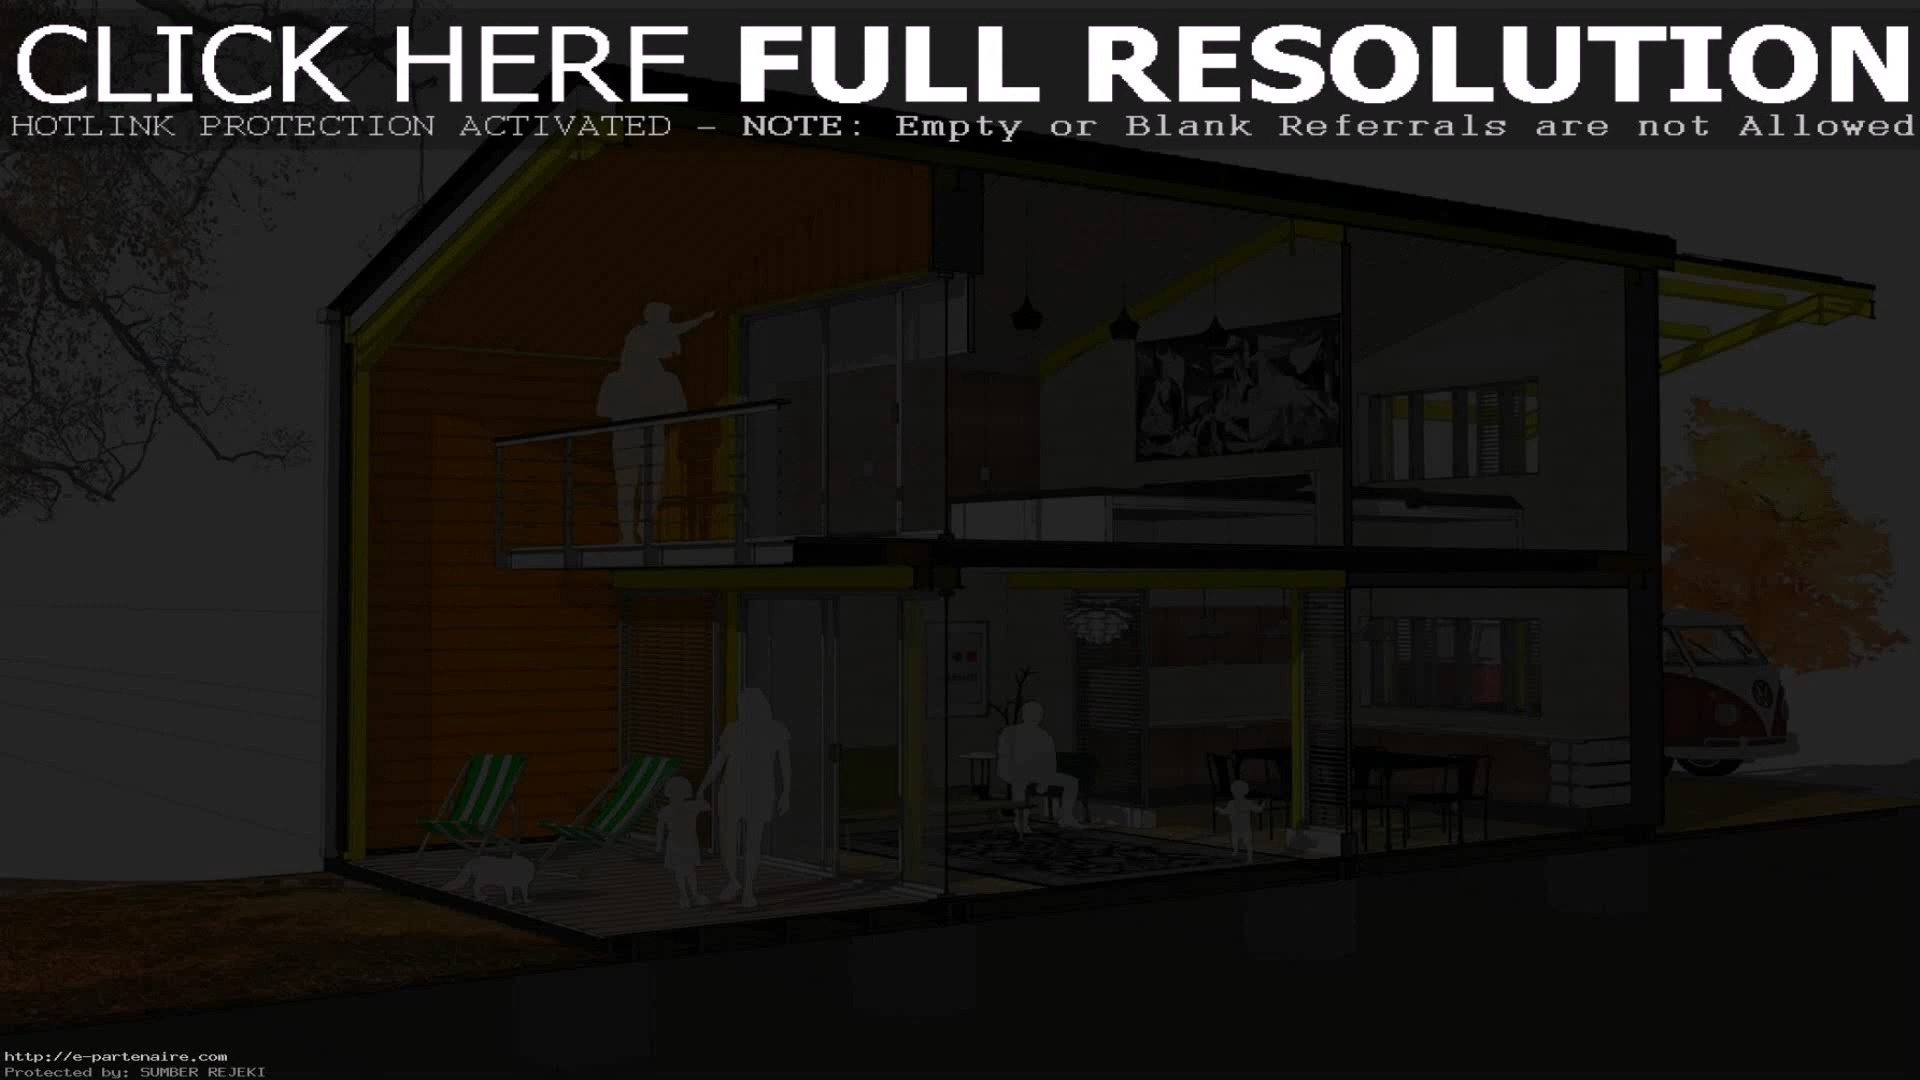 CLICK HERE FULL RESOLUTION
HOTLINK PROTECTION ACTIVATED – NOTE: Empty or Blank Referrals are not Allowed
http://e-partenaire.com
Protected by: SUMBER REJEKI